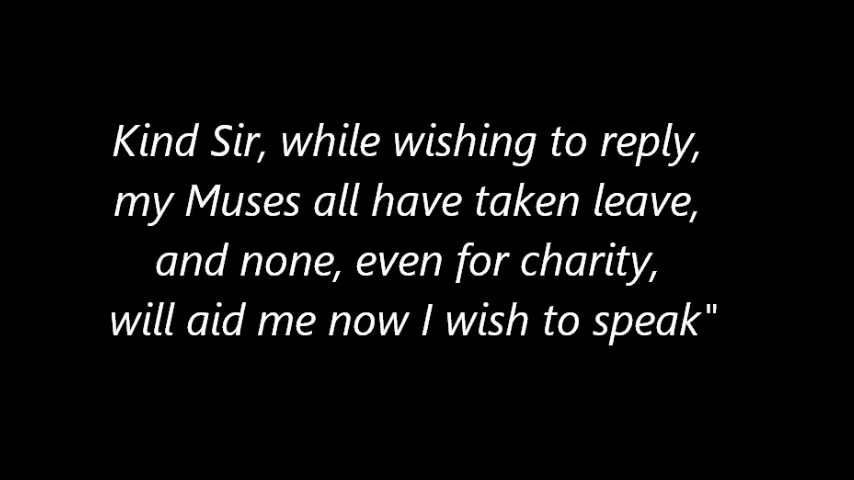 Kind Sir, while wishing to reply,
my Muses all have taken leave,
and none, even for charity,
will aid me now I wish to speak"